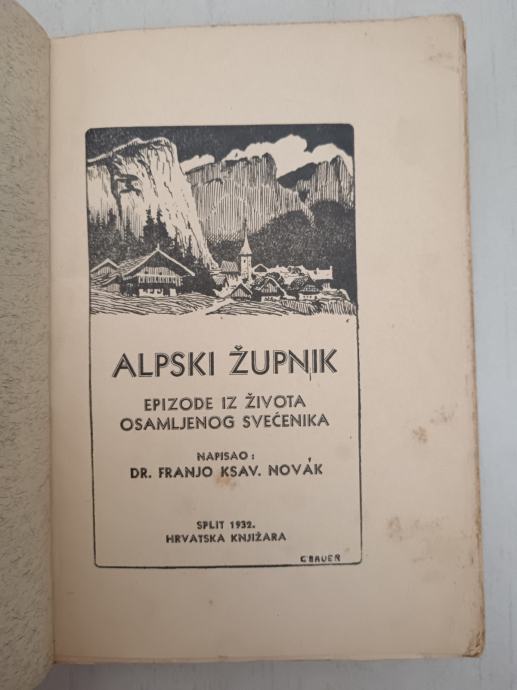 ALPSKI ŽUPNIK
EPIZODE IZ ŽIVOTA
OSAMLJENOG SVEĆENIKA
NAPISAO:
DR. FRANJO KSAV. NOVÁK
SPLIT 1932.
HRVATSKA KNJIŽARA
G BAUER